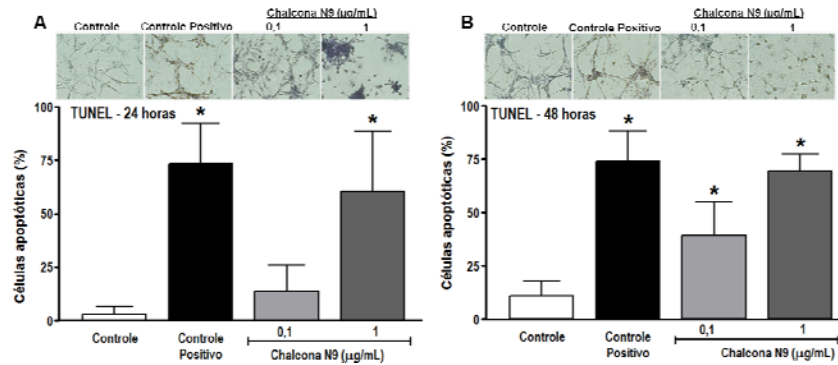 A
Chalcona N9 (µg/mL)
Controle Controle Positivo 0,1 1
TUNEL - 24 horas
Células apoptóticas (%)
100
75
50
25
0
*
*
Controle Controle Positivo 0,1 1
Chalcona N9 (µg/mL)
B
Chalcona N9 (µg/mL)
Controle Controle Positivo 0,1 1
TUNEL - 48 horas
Células apoptóticas (%)
100
75
50
25
0
*
*
*
Controle Controle Positivo 0,1 1
Chalcona N9 (µg/mL)